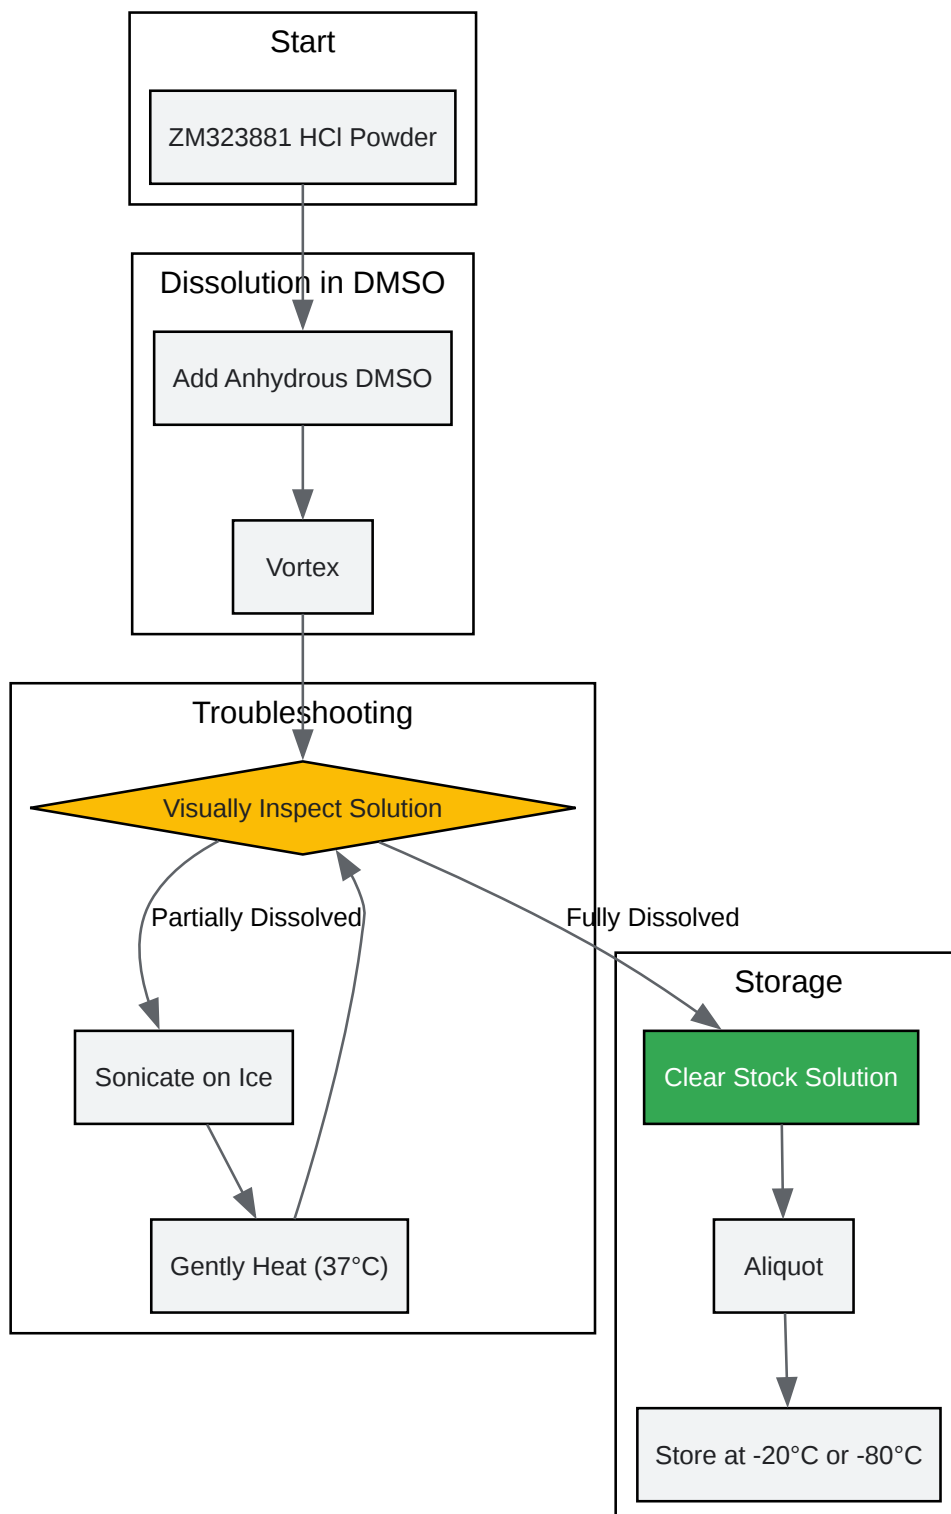 Start
ZM323881 HCl Powder
Dissolution in DMSO
Add Anhydrous DMSO
Vortex
Troubleshooting
Visually Inspect Solution
Partially Dissolved
Fully Dissolved
Storage
Sonicate on Ice
Clear Stock Solution
Gently Heat (37°C)
Aliquot
Store at -20°C or -80°C